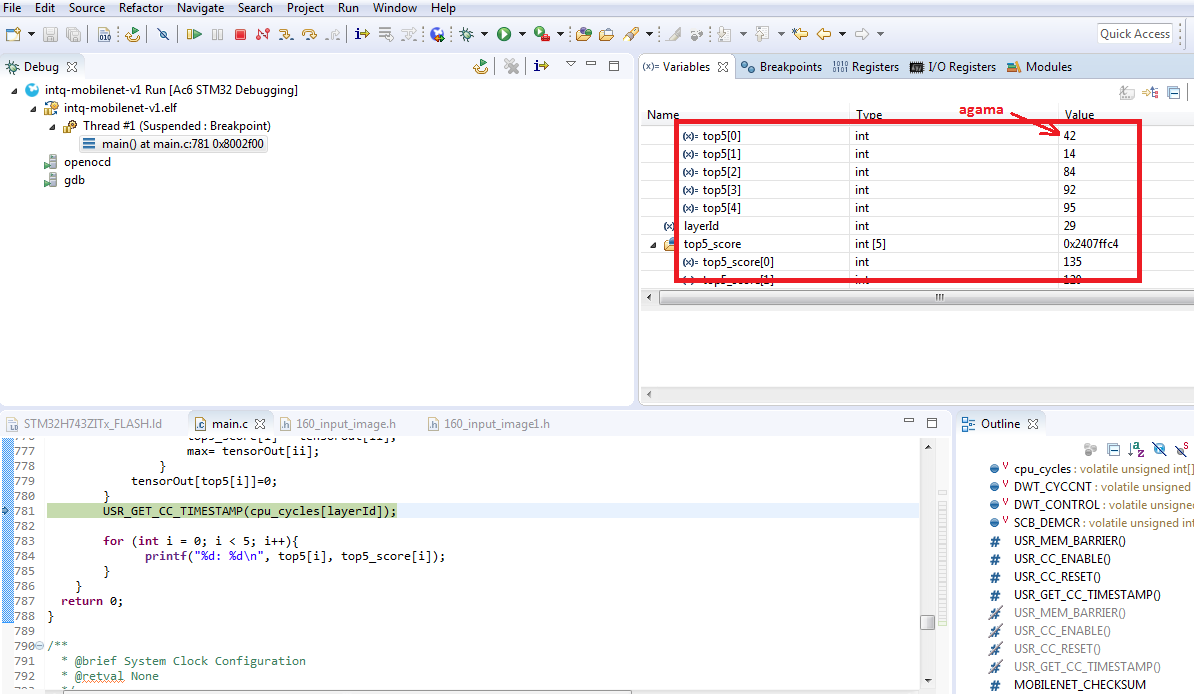 File Edit Source Refactor Navigate Search Project Run Window Help
Quick Access
Debug
intq-mobilenet-v1 Run [Ac6 STM32 Debugging]
intq-mobilenet-v1.elf
Thread #1 (Suspended : Breakpoint)
main() at main.c:781 0x8002f00
openocd
gdb
(x)= Variables Breakpoints Registers I/O Registers Modules
Name Type Value
agama
(x)= top5[0] int 42
(x)= top5[1] int 14
(x)= top5[2] int 84
(x)= top5[3] int 92
(x)= top5[4] int 95
layerId int 29
top5_score int [5] 0x2407ffc4
(x)= top5_score[0] int 135
STM32H743ZITx_FLASH.ld main.c 160_input_image.h 160_input_image1.h
777 max= tensorOut[ii];
778 }
779 tensorOut[top5[i]]=0;
780 }
781 USR_GET_CC_TIMESTAMP(cpu_cycles[layerId]);
782
783 for (int i = 0; i < 5; i++){
784 printf("%d: %d\n", top5[i], top5_score[i]);
785 }
786 }
787 return 0;
788 }
789
790 /**
791 * @brief System Clock Configuration
792 * @retval None
Outline
cpu_cycles : volatile unsigned int[]
DWT_CYCCNT : volatile unsigned
DWT_CONTROL : volatile unsigned
SCB_DEMCR : volatile unsigned int
USR_MEM_BARRIER()
USR_CC_ENABLE()
USR_CC_RESET()
USR_GET_CC_TIMESTAMP()
USR_MEM_BARRIER()
USR_CC_ENABLE()
USR_CC_RESET()
USR_GET_CC_TIMESTAMP()
MOBILENET_CHECKSUM